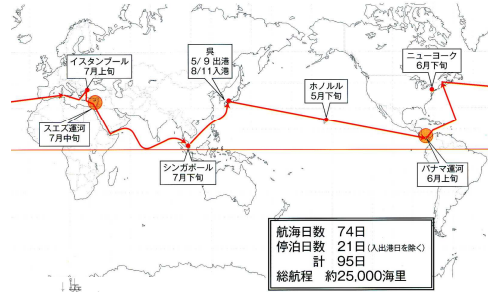 イスタンブール
7月上旬
呉
5/ 9 出港
8/11入港
ニューヨーク
6月下旬
ホノルル
5月下旬
スエズ運河
7月中旬
シンガポール
7月下旬
パナマ運河
6月上旬
航海日数 74日
停泊日数 21日(入出港日を除く)
計 95日
総航程 約25,000海里